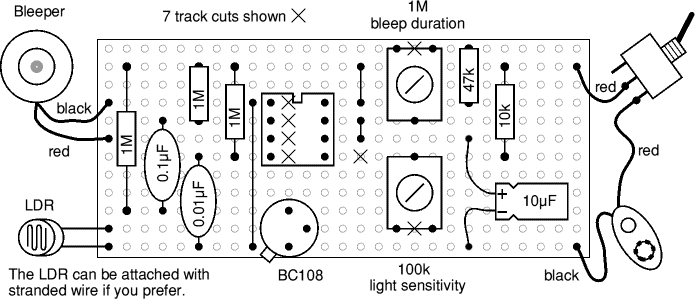 Bleeper
7 track cuts shown
1M
bleep duration
black
red
1M
0.1µF
1M
0.01µF
1M
47k
10k
red
red
+
−
10µF
LDR
BC108
100k
light sensitivity
black
The LDR can be attached with
stranded wire if you prefer.